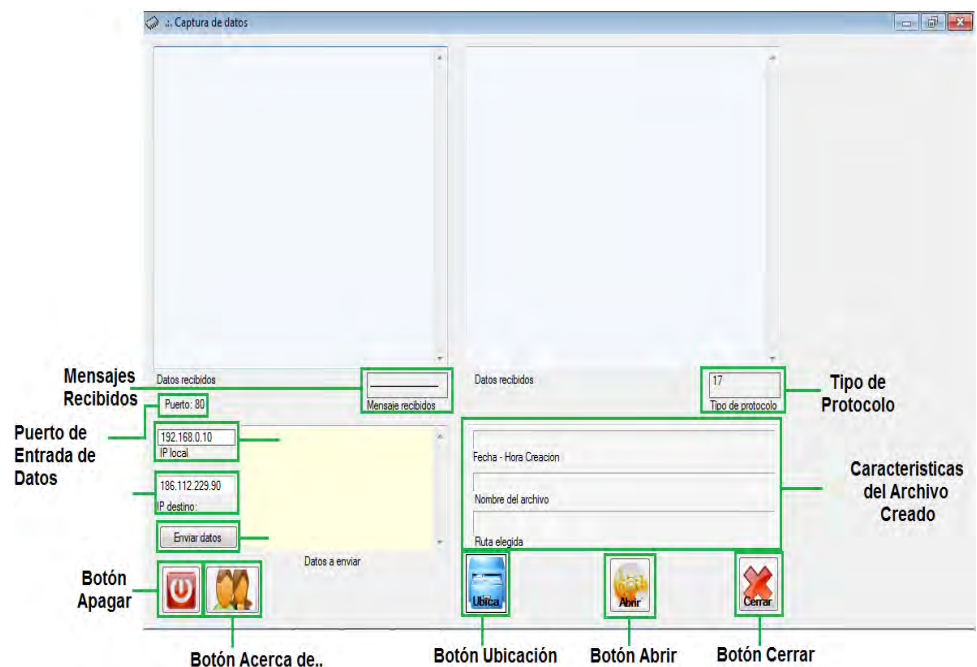 .:. Captura de datos
Datos recibidos
Mensaje recibidos
Datos recibidos
17
Tipo de protocolo
Mensajes
Recibidos
Tipo de
Protocolo
Puerto: 80
Puerto de
Entrada de
Datos
192.168.0.10
IP local
186.112.229.90
IP destino:
Enviar datos
Datos a enviar
Fecha - Hora Creacion
Nombre del archivo
Ruta elegida
Caracteristicas
del Archivo
Creado
Botón
Apagar
Ubica
Abrir
Cerrar
Botón Acerca de..
Botón Ubicación
Botón Abrir
Botón Cerrar